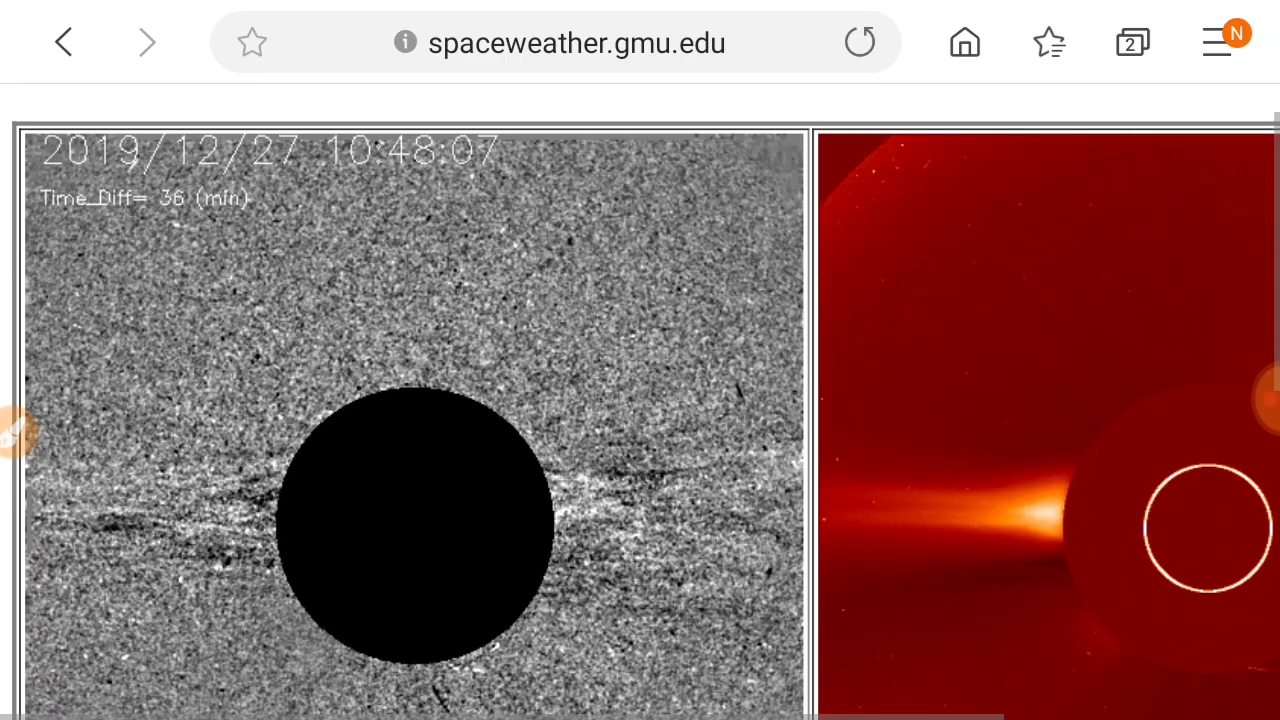 spaceweather.gmu.edu
2
N
2019/12/27 10:48:07
Time_Diff= 36 (min)